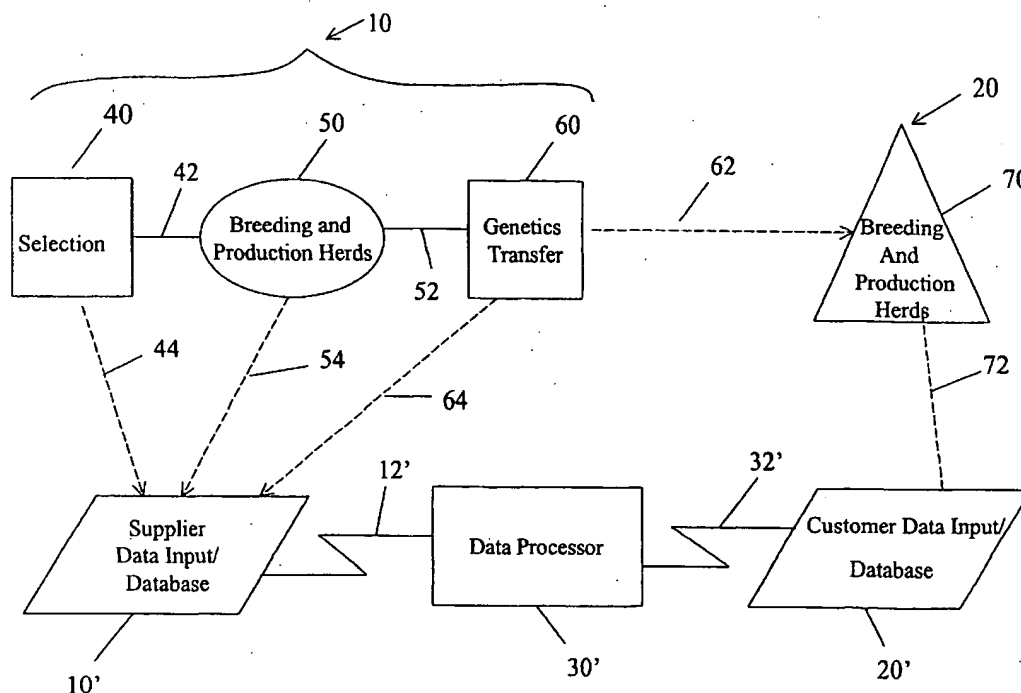 10
40
50
60
20
42
62
70
Selection
Breeding and
Production Herds
Genetics
Transfer
Breeding
And
Production
Herds
52
44
54
64
72
12'
32'
Supplier
Data Input/
Database
Data Processor
Customer Data Input/
Database
10'
30'
20'